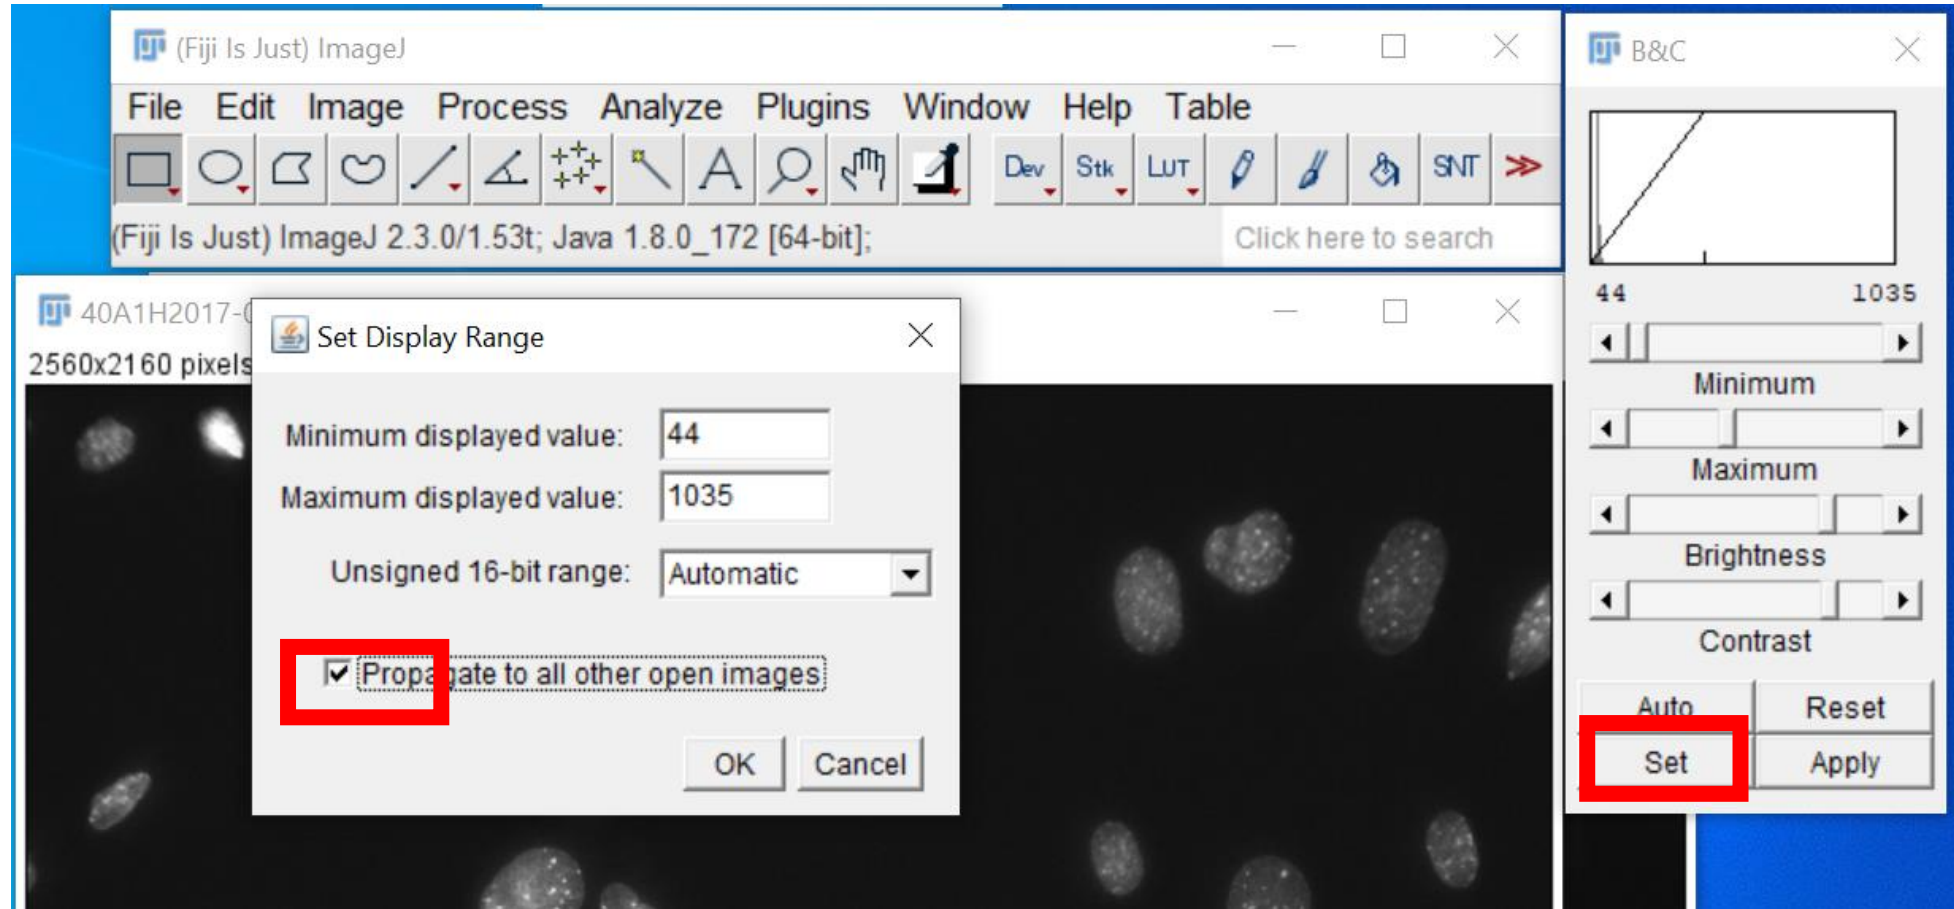 (Fiji Is Just) ImageJ
File Edit Image Process Analyze Plugins Window Help Table
Dev Stk LUT SNT
(Fiji Is Just) ImageJ 2.3.0/1.53t; Java 1.8.0_172 [64-bit];
Click here to search
40A1H2017-
2560x2160 pixels
Set Display Range
Minimum displayed value: 44
Maximum displayed value: 1035
Unsigned 16-bit range: Automatic
Propagate to all other open images
OK Cancel
B&C
44 1035
Minimum
Maximum
Brightness
Contrast
Auto Reset
Set Apply